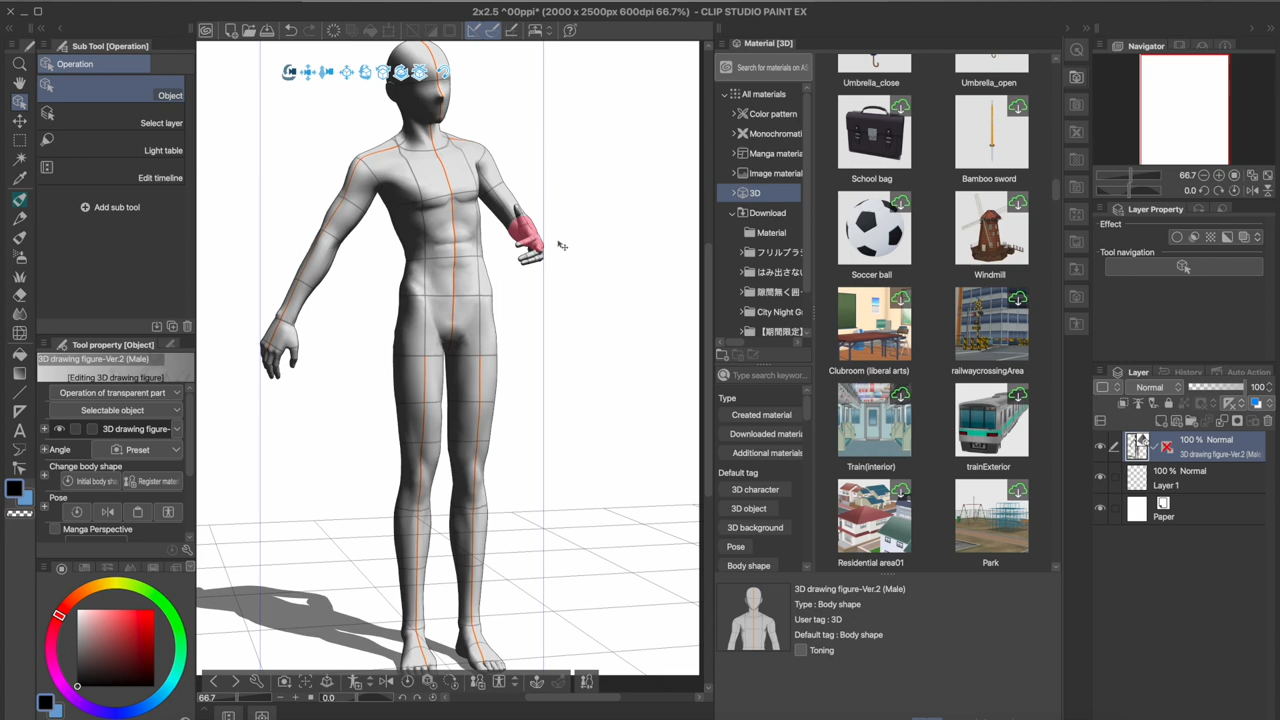 2x2.5 ^00ppi* (2000 x 2500px 600dpi 66.7%) - CLIP STUDIO PAINT EX
Sub Tool [Operation]
Operation
Object
Select layer
Light table
Edit timeline
Add sub tool
Tool property [Object]
3D drawing figure-Ver.2 (Male)
[Editing 3D drawing figure]
Operation of transparent part
Selectable object
3D drawing figure-
Angle
Preset
Change body shape
Initial body sha
Register mater
Pose
Manga Perspective
66.7
0.0
Material [3D]
Search for materials on AS
All materials
Color pattern
Monochromati
Manga materia
Image material
3D
Download
Material
フリルブラ
はみ出さない
隙間無く囲
City Night G
【期間限定】
Type search keywor...
Type
Created material
Downloaded materia
Additional materials
Default tag
3D character
3D object
3D background
Pose
Body shape
Umbrella_close
Umbrella_open
School bag
Bamboo sword
Soccer ball
Windmill
Clubroom (liberal arts)
railwaycrossingArea
Train(interior)
trainExterior
Residential area01
Park
3D drawing figure-Ver.2 (Male)
Type : Body shape
User tag : 3D
Default tag : Body shape
Toning
Navigator
66.7
0.0
Layer Property
Effect
Tool navigation
Layer
History
Auto Action
Normal
100
100 % Normal
3D drawing figure-Ver.2 (Male
100 % Normal
Layer 1
Paper